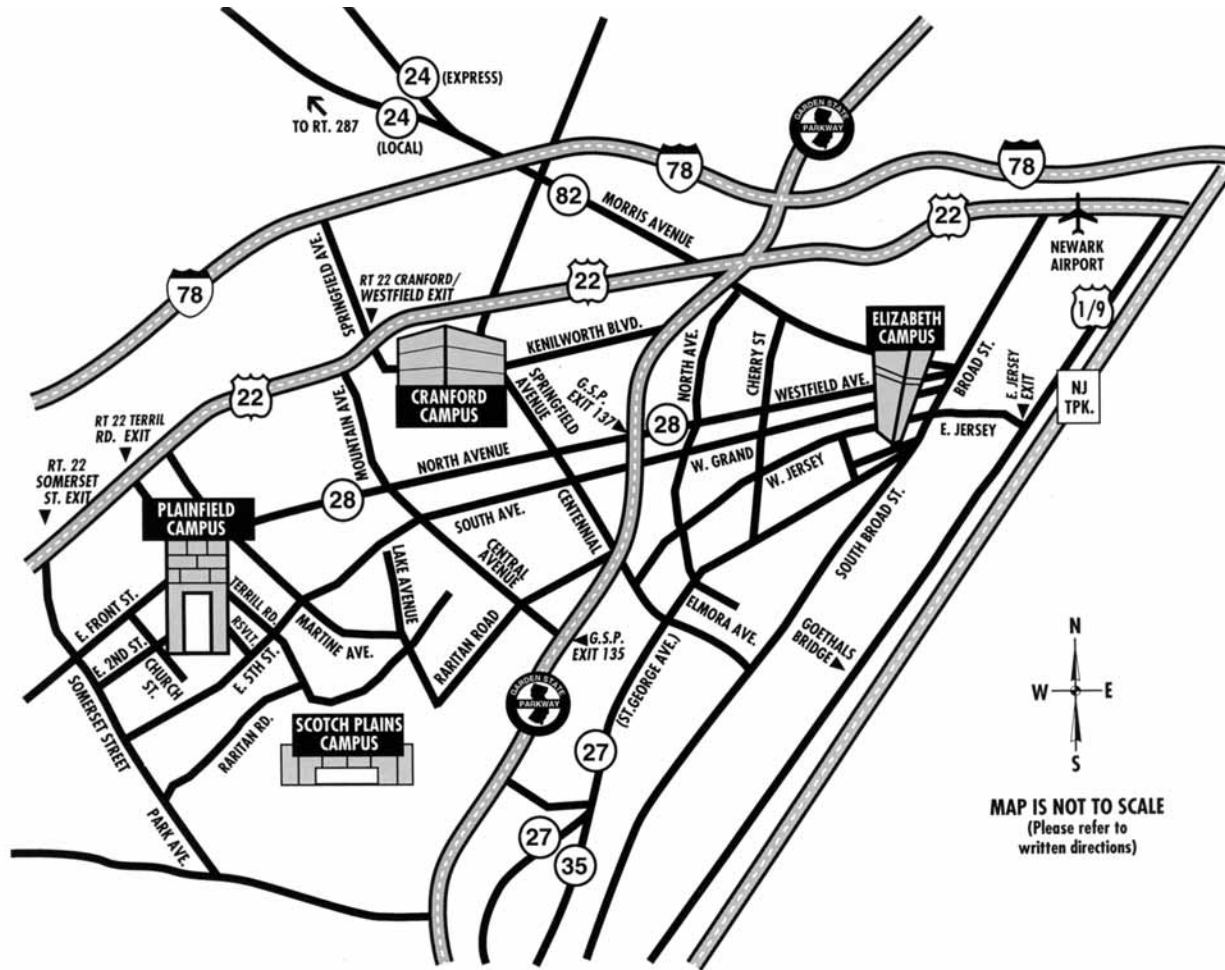 24
(EXPRESS)
TO RT. 287
24
(LOCAL)
GARDEN STATE
PARKWAY
78
78
82
MORRIS AVENUE
22
NEWARK
AIRPORT
SPRINGFIELD AVE.
RT 22 CRANFORD/
WESTFIELD EXIT
22
78
1/9
ELIZABETH
CAMPUS
KENILWORTH BLVD.
CRANFORD
CAMPUS
SPRINGFIELD
AVENUE
G.S.P.
EXIT 137
NORTH AVE.
CHERRY ST
WESTFIELD AVE.
BROAD ST.
E. JERSEY
EXIT
NJ
TPK.
22
RT 22 TERRIL
RD. EXIT
MOUNTAIN AVE.
28
E. JERSEY
RT. 22
SOMERSET
ST. EXIT
NORTH AVENUE
W. GRAND
W. JERSEY
PLAINFIELD
CAMPUS
28
SOUTH AVE.
CENTENNIAL
SOUTH BROAD ST.
LAKE AVENUE
CENTRAL
AVENUE
E. FRONT ST.
TERRILL RD.
RSVLT.
MARTINE AVE.
RARITAN ROAD
G.S.P.
EXIT 135
ELMORA AVE.
GOETHALS
BRIDGE
E. 2ND ST.
CHURCH
ST.
E. 5TH ST.
N
W
E
S
SOMERSET STREET
RARITAN RD.
SCOTCH PLAINS
CAMPUS
GARDEN STATE
PARKWAY
(ST.GEORGE AVE.)
27
PARK AVE.
27
35
MAP IS NOT TO SCALE
(Please refer to
written directions)